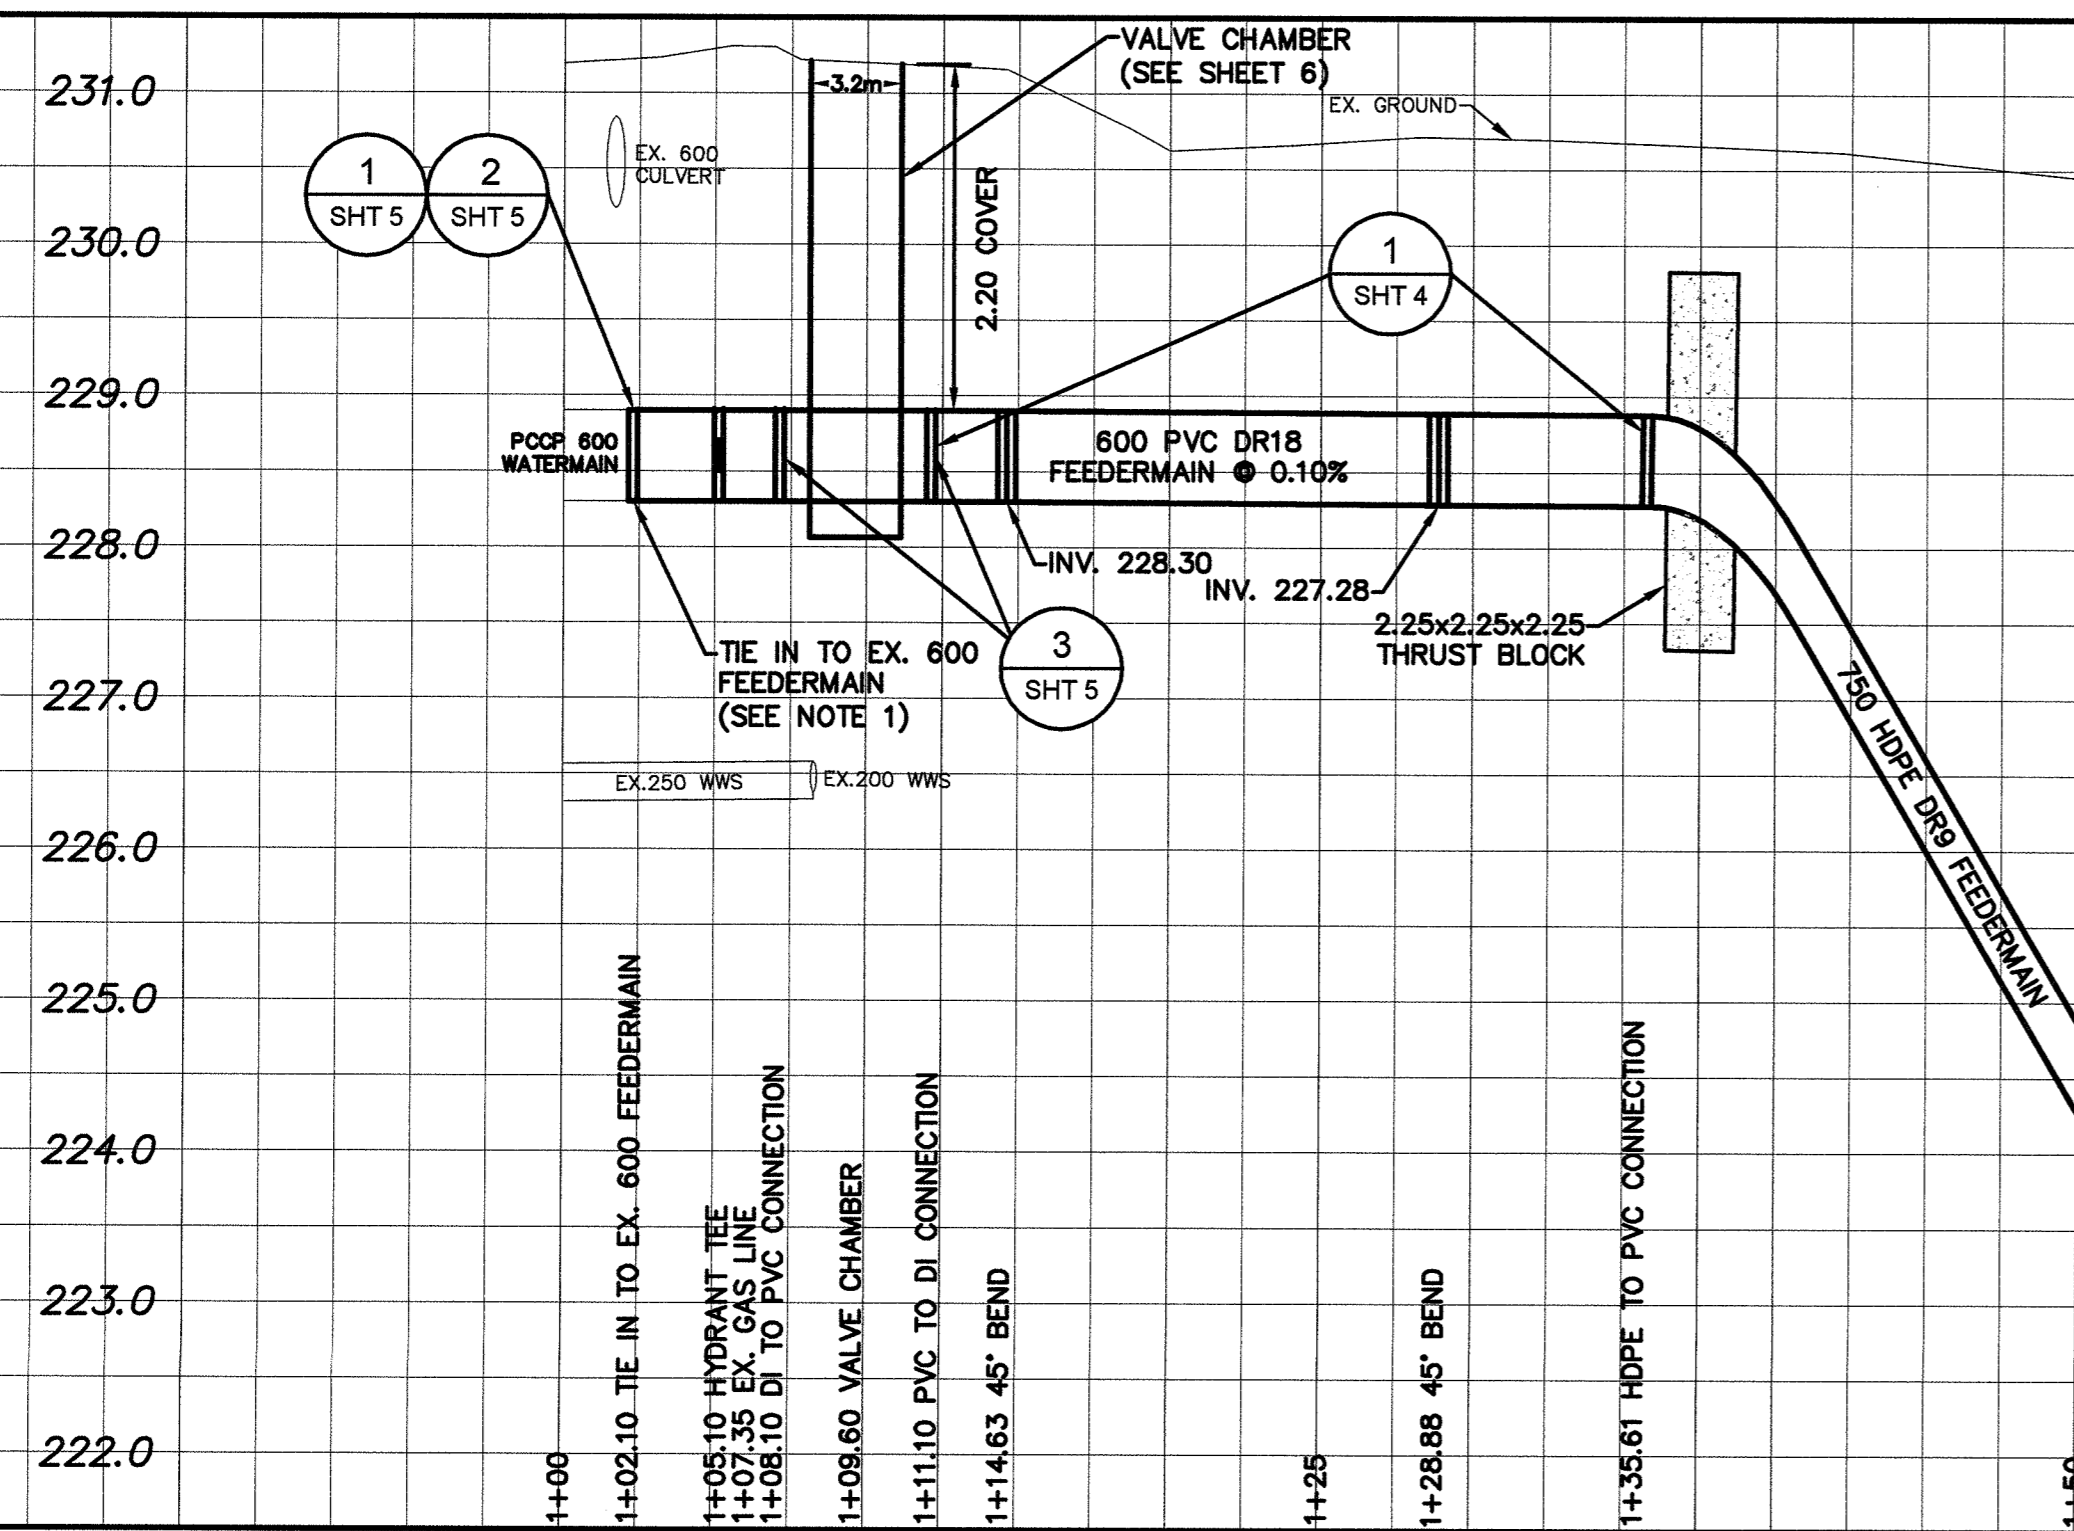 VALVE CHAMBER
(SEE SHEET 6)
231.0
3.2m
EX. GROUND
EX. 600
CULVERT
1
SHT 5
2
SHT 5
2.20 COVER
230.0
1
SHT 4
229.0
PCCP 600
WATERMAIN
600 PVC DR18
FEEDERMAIN @ 0.10%
228.0
INV. 228.30
INV. 227.28
2.25x2.25x2.25
THRUST BLOCK
TIE IN TO EX. 600
FEEDERMAIN
(SEE NOTE 1)
3
SHT 5
227.0
750 HDPE DR9 FEEDERMAIN
EX.250 WWS
EX.200 WWS
226.0
225.0
224.0
223.0
222.0
1+00
1+02.10 TIE IN TO EX. 600 FEEDERMAIN
1+05.10 HYDRANT TEE
1+07.35 EX. GAS LINE
1+08.10 DI TO PVC CONNECTION
1+09.60 VALVE CHAMBER
1+11.10 PVC TO DI CONNECTION
1+14.63 45° BEND
1+25
1+28.88 45° BEND
1+35.61 HDPE TO PVC CONNECTION
1+50